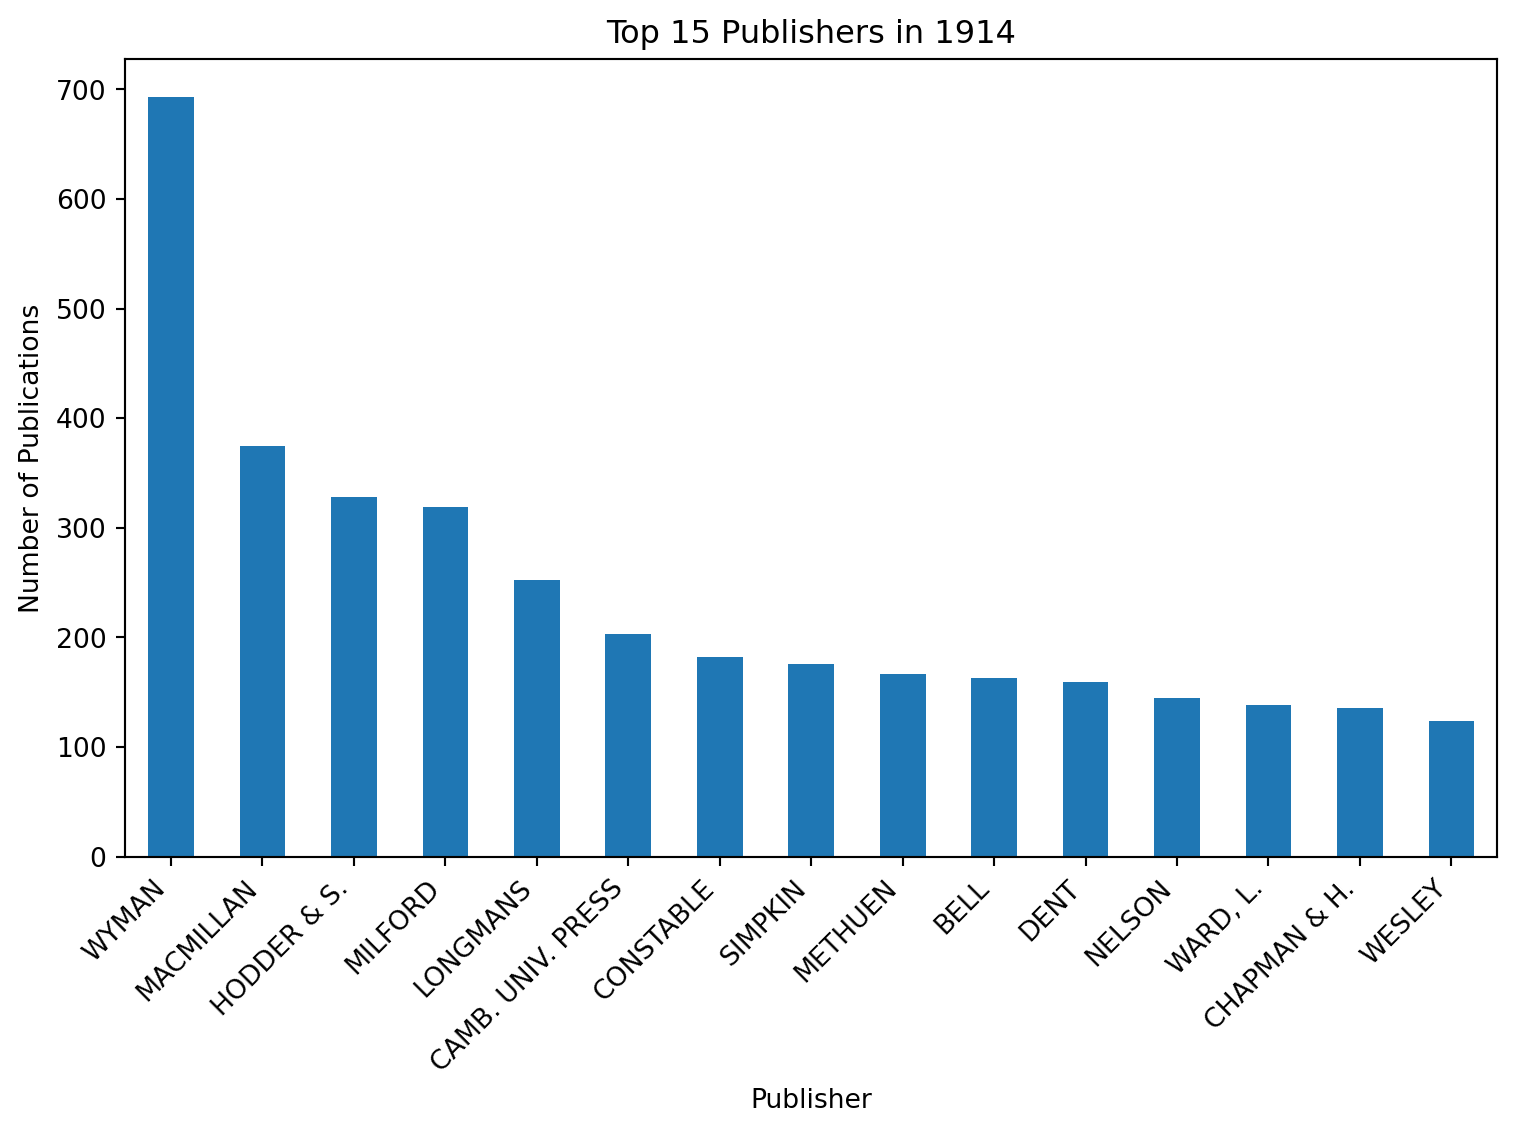 Top 15 Publishers in 1914
Number of Publications
700
600
500
400
300
200
100
0
WYMAN
MACMILLAN
HODDER & S.
MILFORD
LONGMANS
CAMB. UNIV. PRESS
CONSTABLE
SIMPKIN
METHUEN
BELL
DENT
NELSON
WARD, L.
CHAPMAN & H.
WESLEY
Publisher